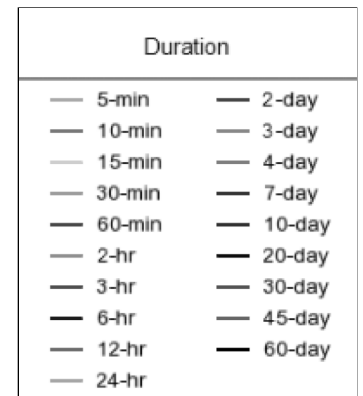 Duration
5-min
10-min
15-min
30-min
60-min
2-hr
3-hr
6-hr
12-hr
24-hr
2-day
3-day
4-day
7-day
10-day
20-day
30-day
45-day
60-day